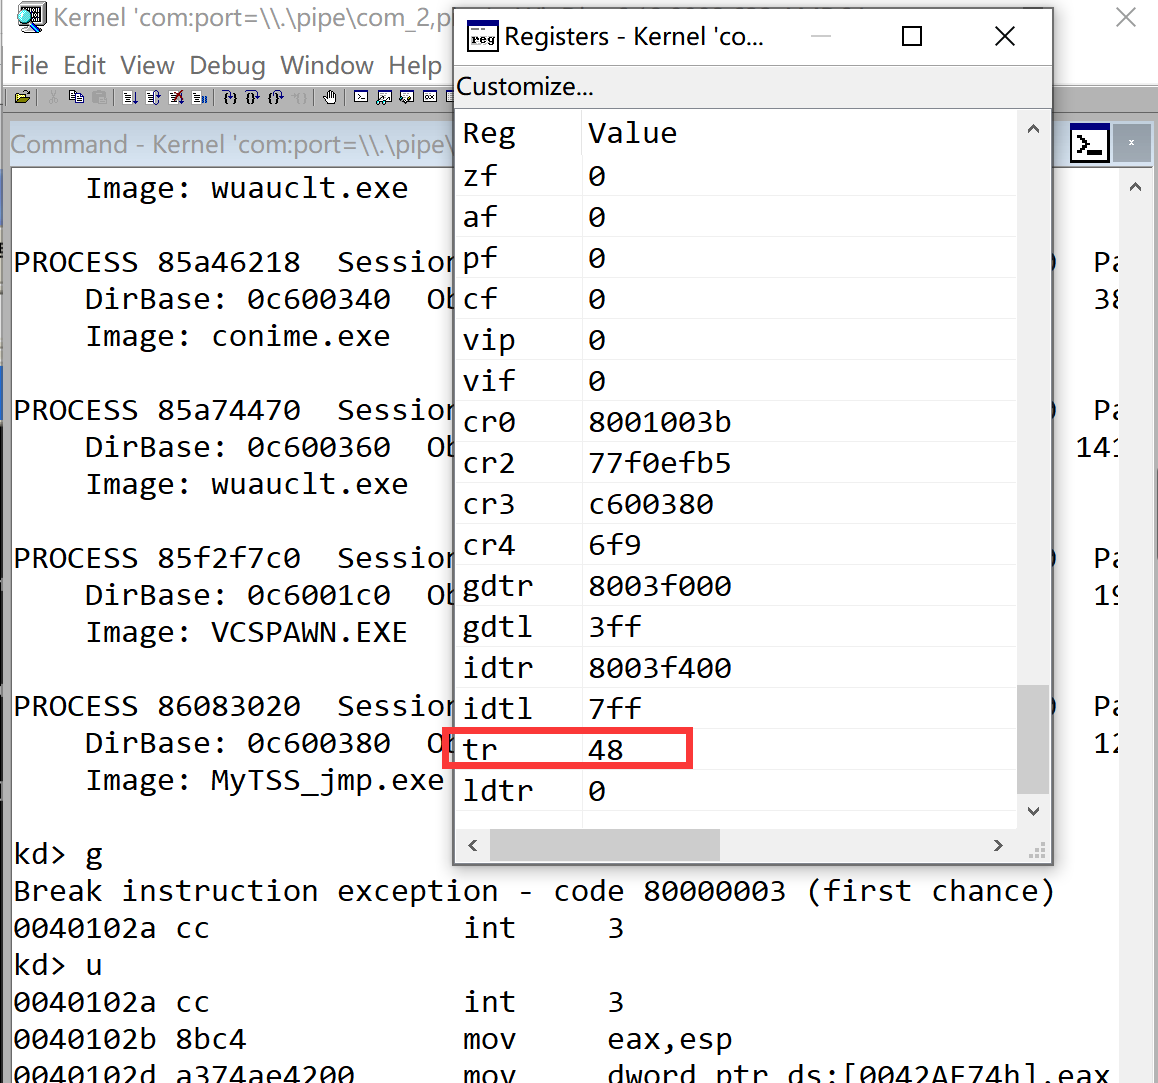 Kernel 'com:port=\\.\pipe\com_2,p
File Edit View Debug Window Help
Command - Kernel 'com:port=\\.\pipe\
Image: wuauclt.exe
PROCESS 85a46218 Session Pa
DirBase: 0c600340 Ob 38
Image: conime.exe
PROCESS 85a74470 Session Pa
DirBase: 0c600360 Ob 141
Image: wuauclt.exe
PROCESS 85f2f7c0 Session Pa
DirBase: 0c6001c0 Ob 19
Image: VCSPAWN.EXE
PROCESS 86083020 Session Pa
DirBase: 0c600380 Ob 12
Image: MyTSS_jmp.exe
kd> g
Break instruction exception - code 80000003 (first chance)
0040102a cc int 3
kd> u
0040102a cc int 3
0040102b 8bc4 mov eax,esp
0040102d a374ae4200 mov dword ptr ds:[0042AE74h],eax
reg Registers - Kernel 'co...
Customize...
Reg Value
zf 0
af 0
pf 0
cf 0
vip 0
vif 0
cr0 8001003b
cr2 77f0efb5
cr3 c600380
cr4 6f9
gdtr 8003f000
gdtl 3ff
idtr 8003f400
idtl 7ff
tr 48
ldtr 0